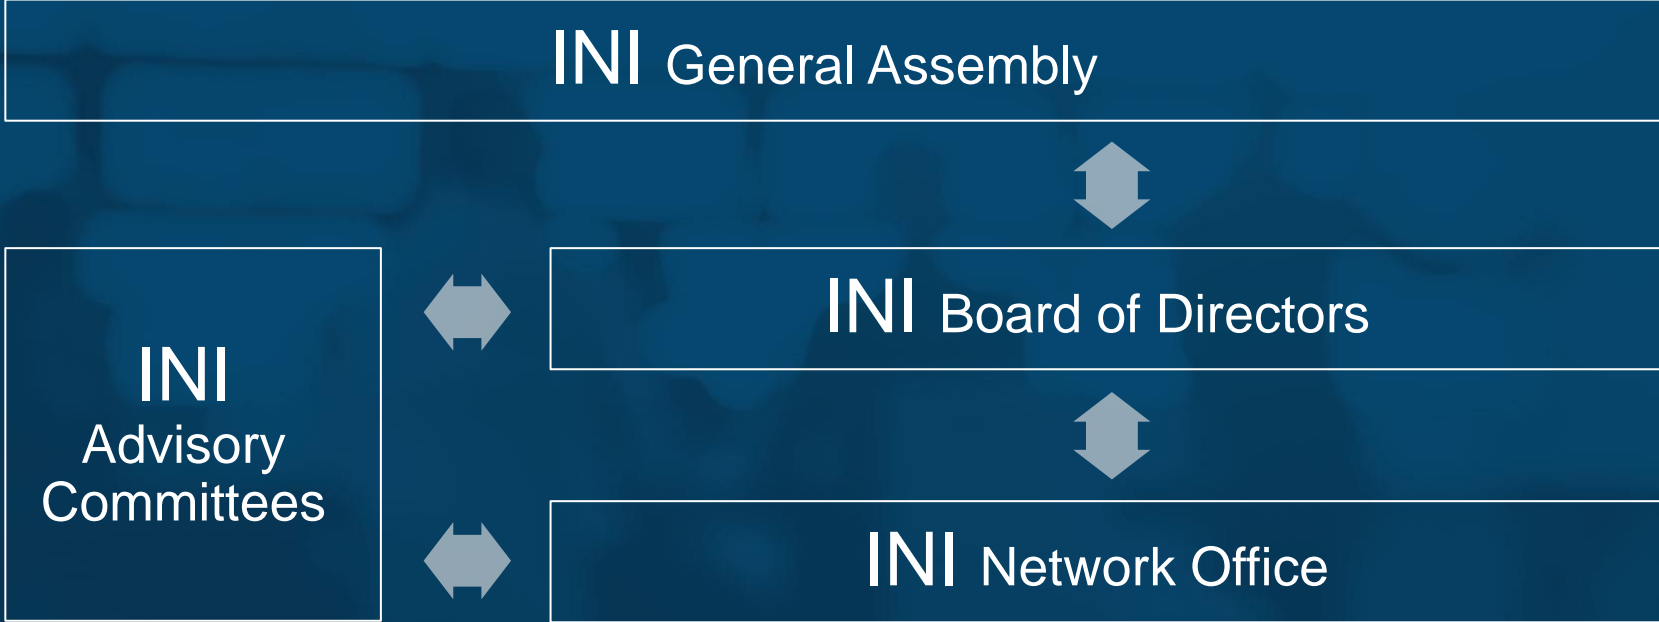 INI General Assembly
INI Board of Directors
INI
Advisory
Committees
INI Network Office